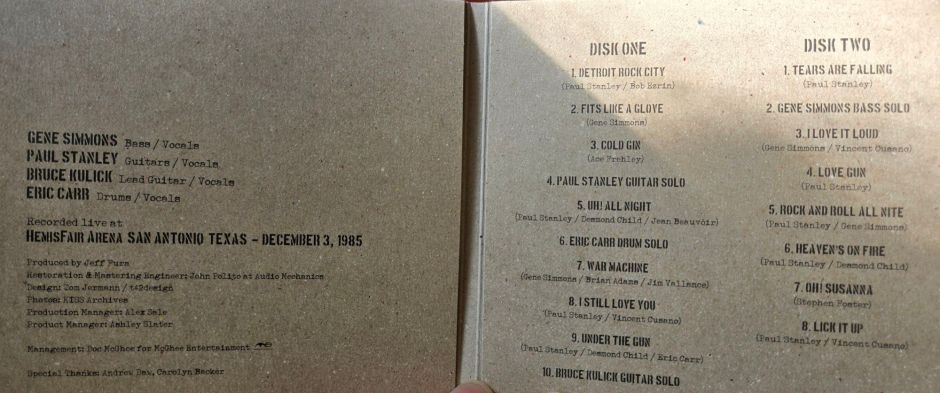 GENE SIMMONS Bass / Vocals
PAUL STANLEY Guitars / Vocals
BRUCE KULICK Lead Guitar / Vocals
ERIC CARR Drums / Vocals
Recorded live at
HEMISFAIR ARENA SAN ANTONIO TEXAS - DECEMBER 3, 1985
Produced by Jeff Furn
Restoration & Mastering Engineer: John Polito at Audio Mechanics
Design: Tom Jermann / t42design
Photos: KISS Archives
Production Manager: Alex Sale
Product Manager: Ashley Slater
Management: Doc McGhee for McGhee Entertainment
Special Thanks: Andrew Daw, Carolyn Becker
DISK ONE
1. DETROIT ROCK CITY
(Paul Stanley / Bob Ezrin)
2. FITS LIKE A GLOVE
(Gene Simmons)
3. COLD GIN
(Ace Frehley)
4. PAUL STANLEY GUITAR SOLO
5. UH! ALL NIGHT
(Paul Stanley / Desmond Child / Jean Beauvoir)
6. ERIC CARR DRUM SOLO
7. WAR MACHINE
(Gene Simmons / Brian Adams / Jim Vallance)
8. I STILL LOVE YOU
(Paul Stanley / Vincent Cusano)
9. UNDER THE GUN
(Paul Stanley / Desmond Child / Eric Carr)
10. BRUCE KULICK GUITAR SOLO
DISK TWO
1. TEARS ARE FALLING
(Paul Stanley)
2. GENE SIMMONS BASS SOLO
3. I LOVE IT LOUD
(Gene Simmons / Vincent Cusano)
4. LOVE GUN
(Paul Stanley)
5. ROCK AND ROLL ALL NITE
(Paul Stanley / Gene Simmons)
6. HEAVEN'S ON FIRE
(Paul Stanley / Desmond Child)
7. OH! SUSANNA
(Stephen Foster)
8. LICK IT UP
(Paul Stanley / Vincent Cusano)